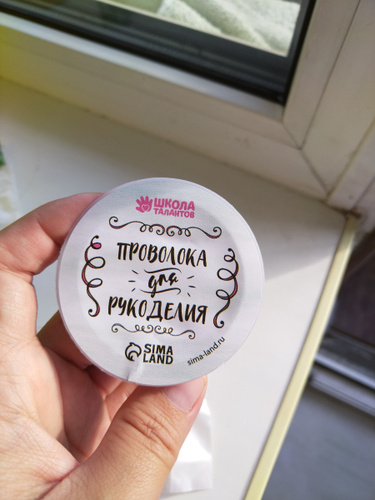 ШКОЛА
ТАЛАНТОВ
ПРОВОЛОКА
для
РУКОДЕЛИЯ
SIMA
LAND
sima-land.ru